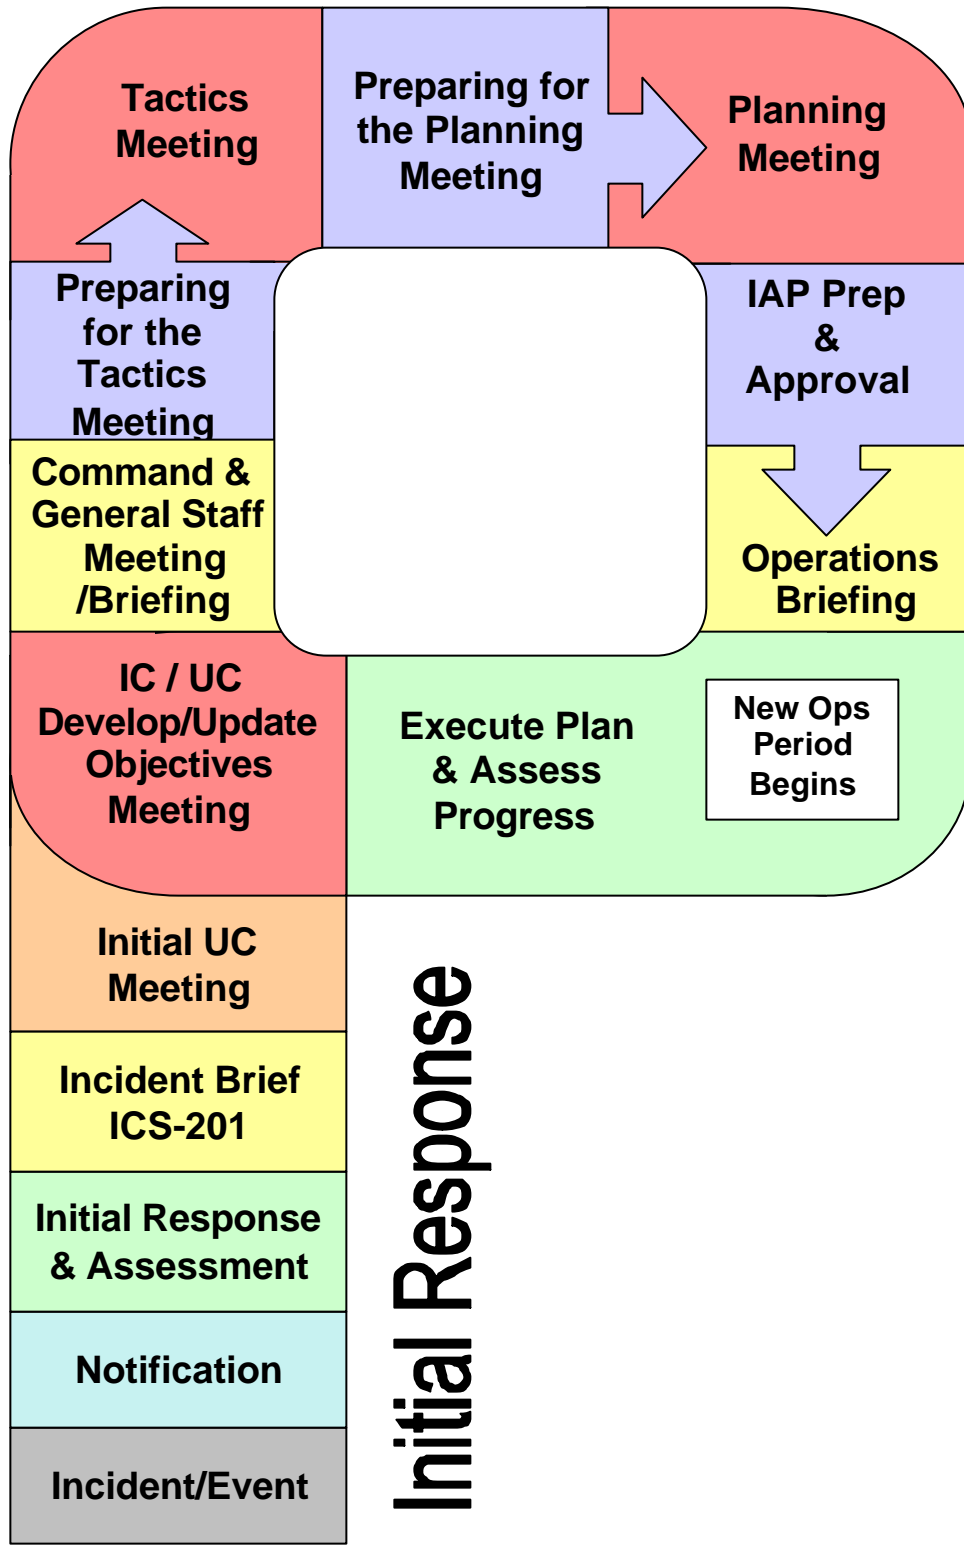 Tactics
Meeting
Preparing for
the Planning
Meeting
Planning
Meeting
Preparing
for the
Tactics
Meeting
IAP Prep
&
Approval
Command &
General Staff
Meeting
/Briefing
Operations
Briefing
IC / UC
Develop/Update
Objectives
Meeting
Execute Plan
& Assess
Progress
New Ops
Period
Begins
Initial UC
Meeting
Incident Brief
ICS-201
Initial Response
& Assessment
Notification
Incident/Event
Initial Response